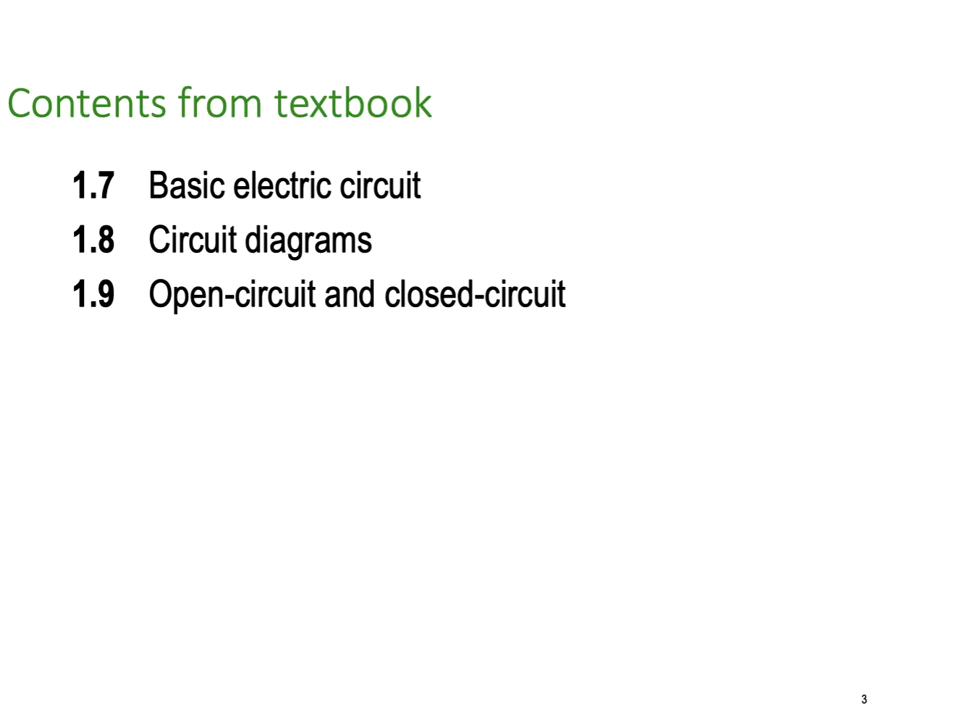 Contents from textbook
1.7 Basic electric circuit
1.8 Circuit diagrams
1.9 Open-circuit and closed-circuit
3